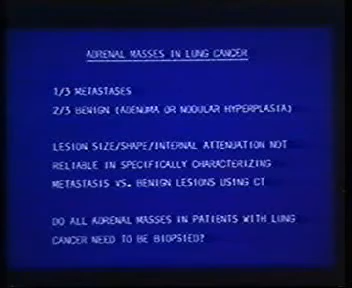 ADRENAL MASSES IN LUNG CANCER
1/3 METASTASES
2/3 BENIGN (ADENOMA OR NODULAR HYPERPLASIA)
LESION SIZE/SHAPE/INTERNAL ATTENUATION NOT
RELIABLE IN SPECIFICALLY CHARACTERIZING
METASTASIS VS. BENIGN LESIONS USING CT
DO ALL ADRENAL MASSES IN PATIENTS WITH LUNG
CANCER NEED TO BE BIOPSIED?